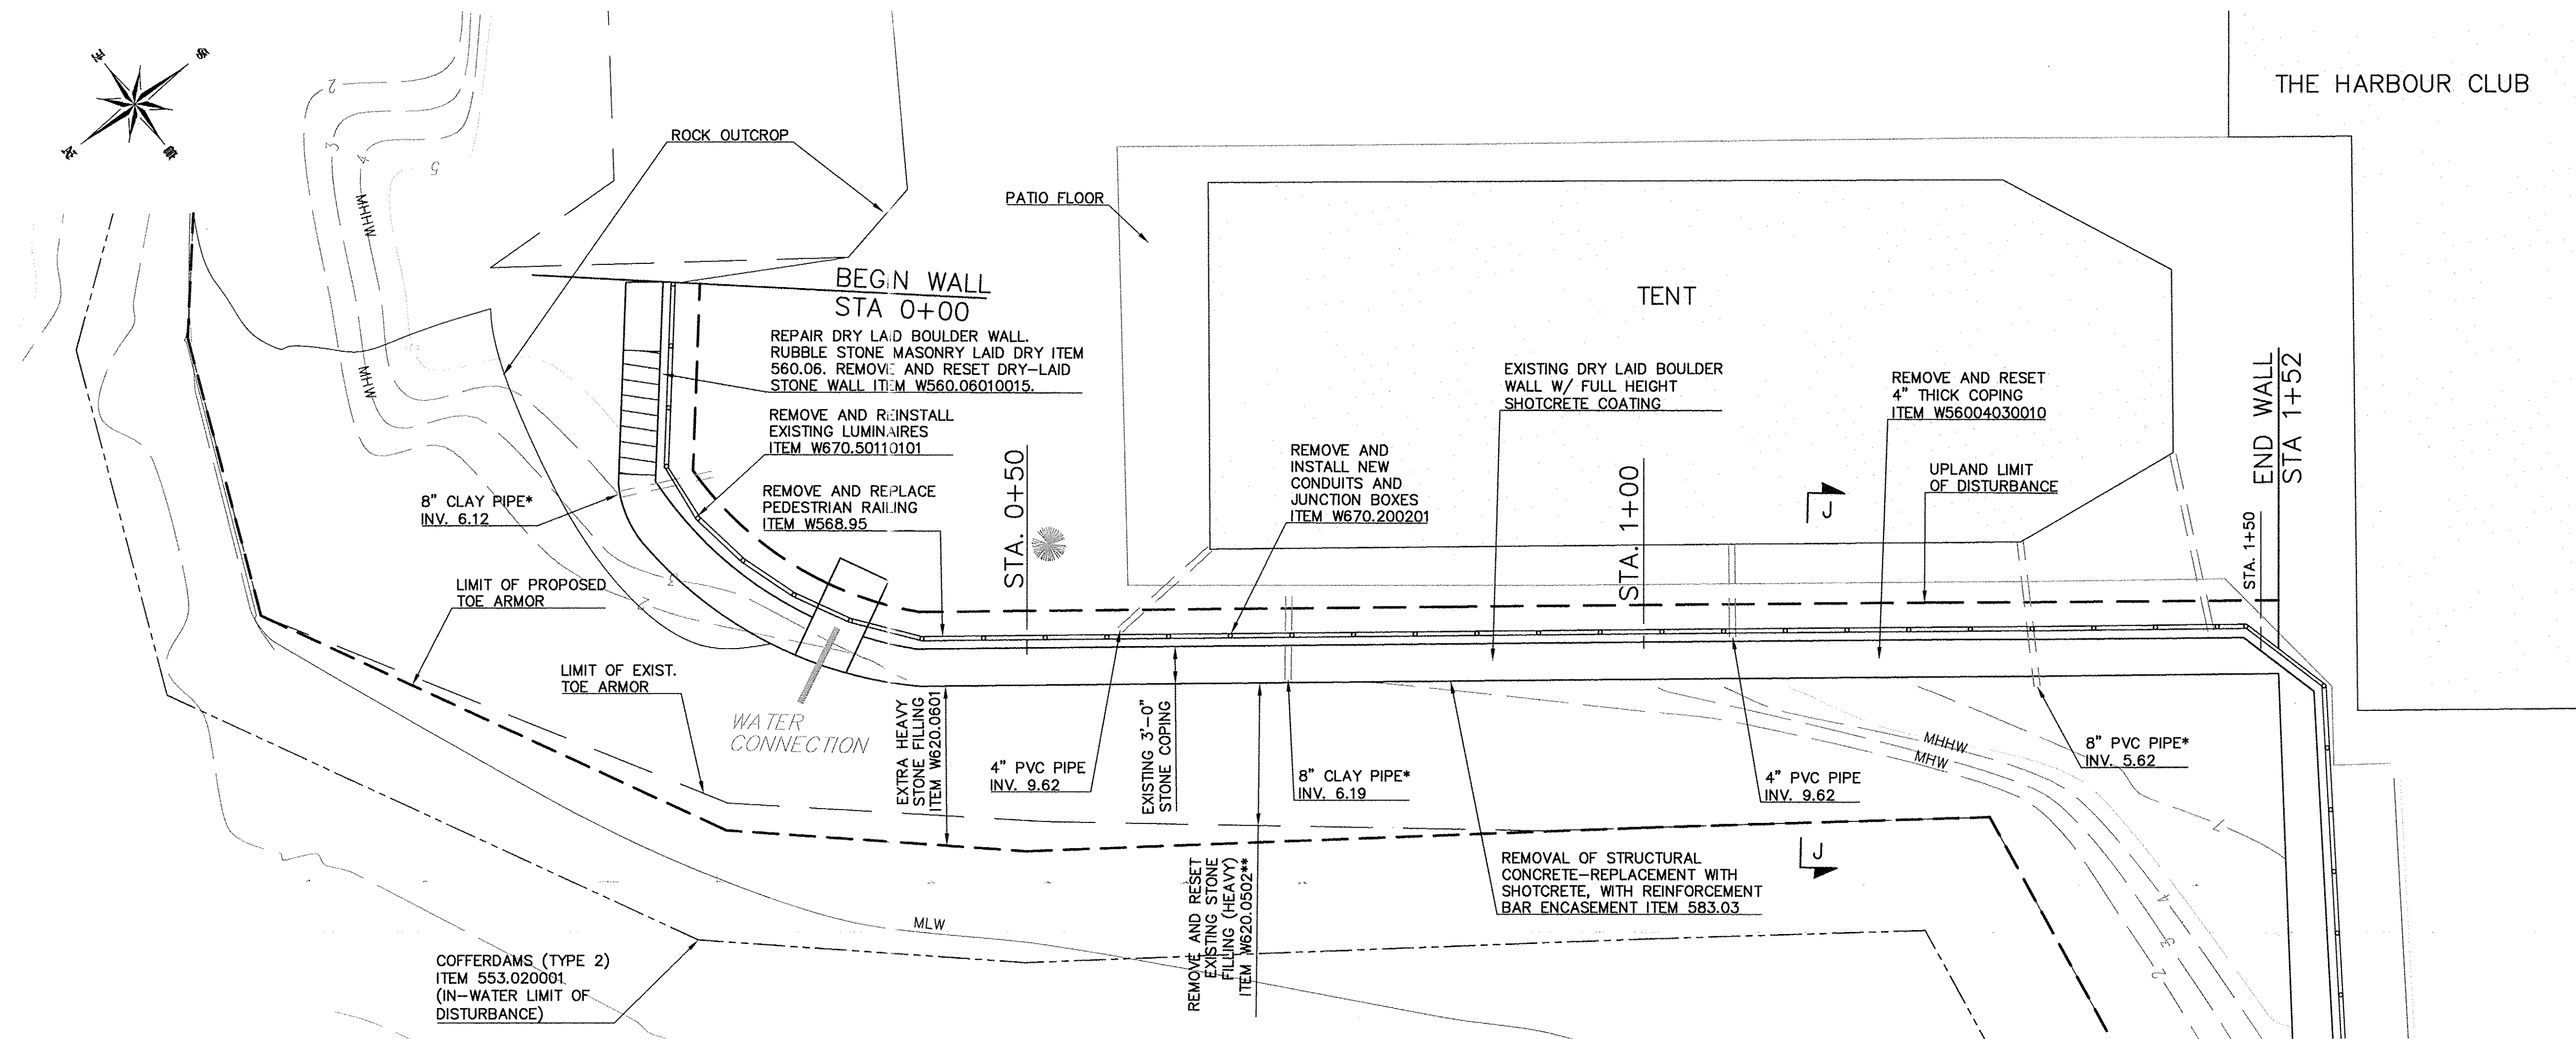 THE HARBOUR CLUB
ROCK OUTCROP
PATIO FLOOR
TENT
BEGIN WALL
STA 0+00
REPAIR DRY LAID BOULDER WALL.
RUBBLE STONE MASONRY LAID DRY ITEM
560.06. REMOVE AND RESET DRY-LAID
STONE WALL ITEM W560.06010015.
REMOVE AND REINSTALL
EXISTING LUMINAIRES
ITEM W670.50110101
REMOVE AND REPLACE
PEDESTRIAN RAILING
ITEM W568.95
8" CLAY PIPE*
INV. 6.12
STA. 0+50
REMOVE AND
INSTALL NEW
CONDUITS AND
JUNCTION BOXES
ITEM W670.200201
EXISTING DRY LAID BOULDER
WALL W/ FULL HEIGHT
SHOTCRETE COATING
STA. 1+00
REMOVE AND RESET
4" THICK COPING
ITEM W56004030010
J
UPLAND LIMIT
OF DISTURBANCE
STA. 1+50
END WALL
STA 1+52
2
3
4
5
MHHW
MHW
3
2
LIMIT OF PROPOSED
TOE ARMOR
LIMIT OF EXIST.
TOE ARMOR
WATER
CONNECTION
EXTRA HEAVY
STONE FILLING
ITEM W620.0601
4" PVC PIPE
INV. 9.62
EXISTING 3'-0"
STONE COPING
8" CLAY PIPE*
INV. 6.19
REMOVE AND RESET
EXISTING STONE
FILLING (HEAVY)
ITEM W620.0502**
4" PVC PIPE
INV. 9.62
MHHW
MHW
8" PVC PIPE*
INV. 5.62
REMOVAL OF STRUCTURAL
CONCRETE-REPLACEMENT WITH
SHOTCRETE, WITH REINFORCEMENT
BAR ENCASEMENT ITEM 583.03
J
MLW
COFFERDAMS (TYPE 2)
ITEM 553.020001
(IN-WATER LIMIT OF
DISTURBANCE)
4
3
2